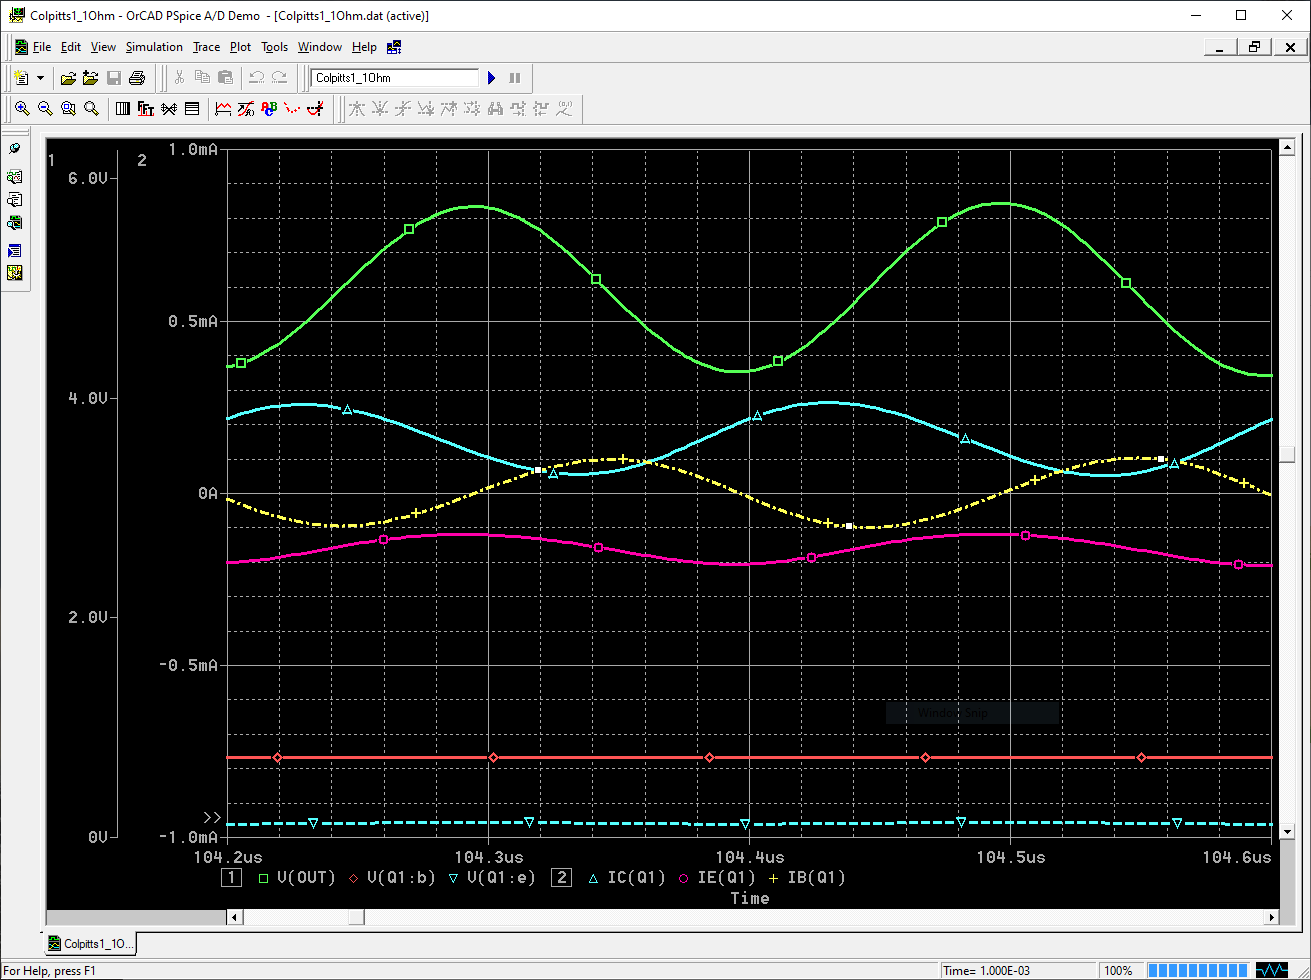 Colpitts1_1Ohm - OrCAD PSpice A/D Demo - [Colpitts1_1Ohm.dat (active)]
File Edit View Simulation Trace Plot Tools Window Help
Colpitts1_1Ohm
1 2 1.0mA
6.0V
0.5mA
4.0V
0A
2.0V
-0.5mA
Window Snip
>>
0V -1.0mA
104.2us 104.3us 104.4us 104.5us 104.6us
1 V(OUT) V(Q1:b) V(Q1:e) 2 IC(Q1) IE(Q1) IB(Q1)
Time
Colpitts1_1O...
For Help, press F1 Time= 1.000E-03 100%